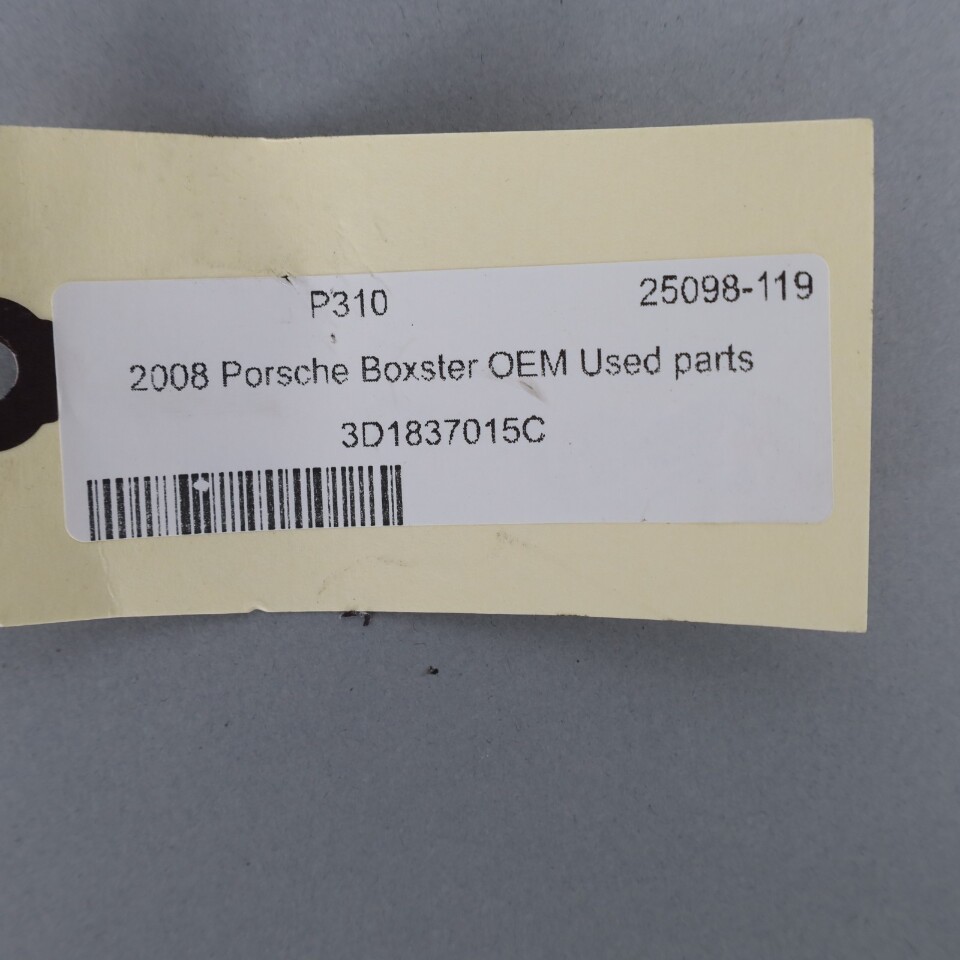 P310 25098-119
2008 Porsche Boxster OEM Used parts
3D1837015C